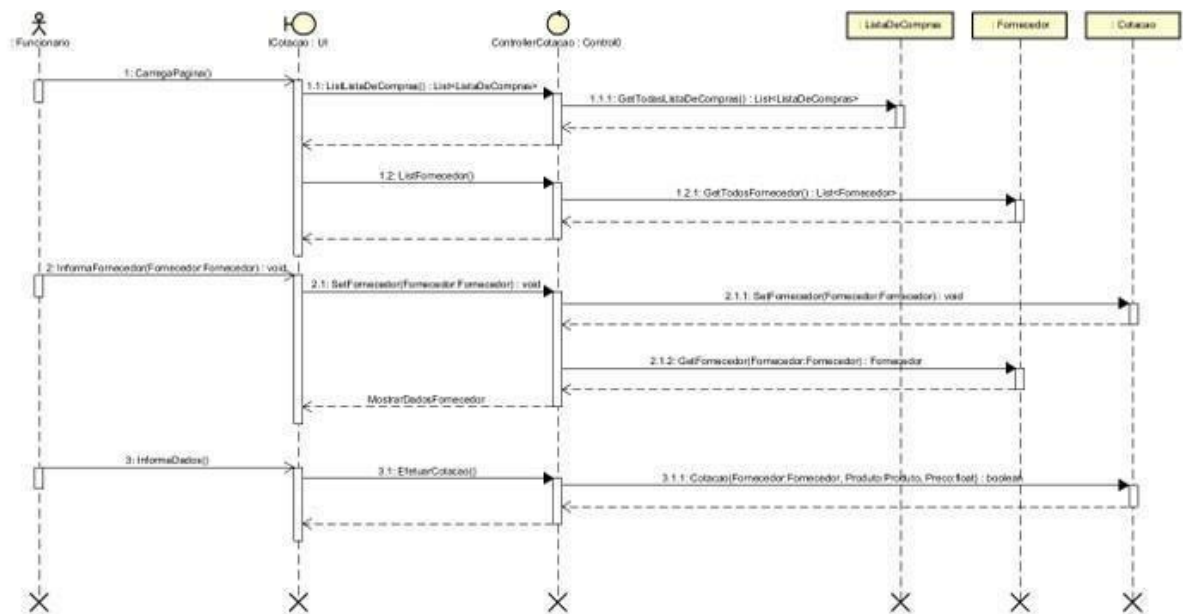 : Funcionario
ICotacao : UI
ControllerCotacao : Control0
: ListaDeCompras
: Fornecedor
: Cotacao
1: CarregaPagina()
1.1: ListListaDeCompras() : List<ListaDeCompras>
1.1.1: GetTodasListaDeCompras() : List<ListaDeCompras>
1.2: ListFornecedor()
1.2.1: GetTodosFornecedor() : List<Fornecedor>
2: InformaFornecedor(Fornecedor:Fornecedor) : void
2.1: SetFornecedor(Fornecedor:Fornecedor) : void
2.1.1: SetFornecedor(Fornecedor:Fornecedor) : void
2.1.2: GetFornecedor(Fornecedor:Fornecedor) : Fornecedor
MostrarDadosFornecedor
3: InformaDados()
3.1: EfetuarCotacao()
3.1.1: Cotacao(Fornecedor:Fornecedor, Produto:Produto, Preco:float) : boolean